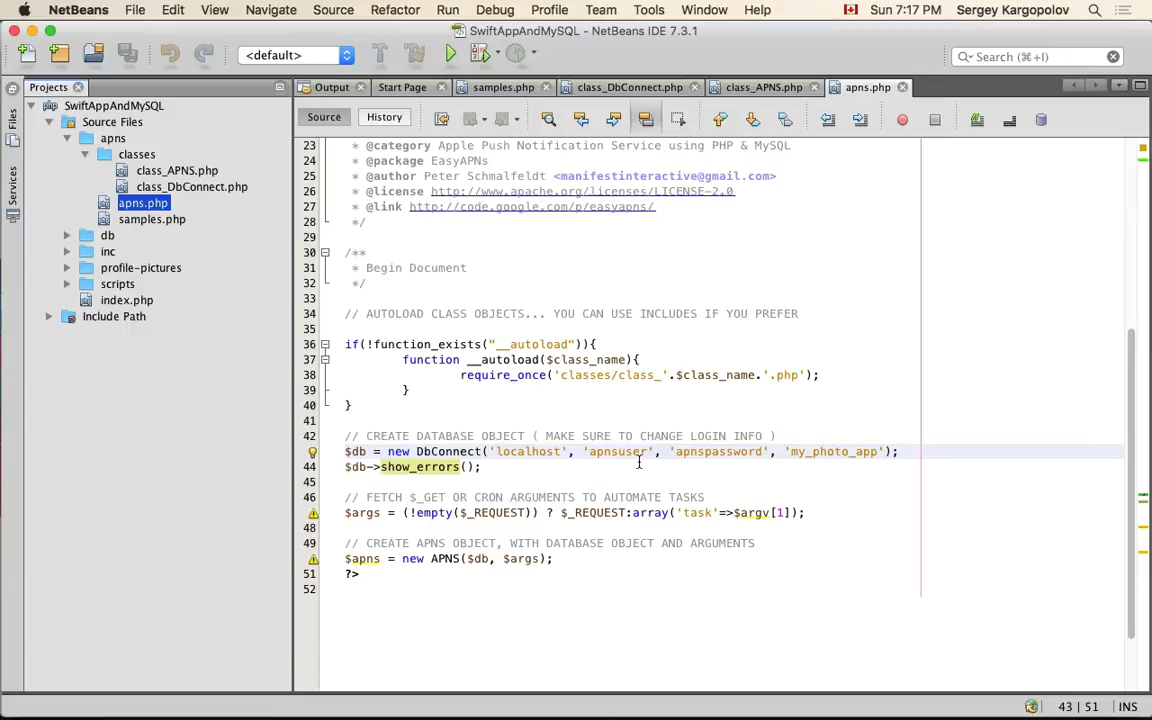 NetBeans File Edit View Navigate Source Refactor Run Debug Profile Team Tools Window Help Sun 7:17 PM Sergey Kargopolov
SwiftAppAndMySQL - NetBeans IDE 7.3.1
<default> Search (⌘+I)
Projects Output Start Page samples.php class_DbConnect.php class_APNS.php apns.php
Files
Services
SwiftAppAndMySQL
Source Files
apns
classes
class_APNS.php
class_DbConnect.php
apns.php
samples.php
db
inc
profile-pictures
scripts
index.php
Include Path
Source History
23 * @category Apple Push Notification Service using PHP & MySQL
24 * @package EasyAPNs
25 * @author Peter Schmalfeldt <manifestinteractive@gmail.com>
26 * @license http://www.apache.org/licenses/LICENSE-2.0
27 * @link http://code.google.com/p/easyapns/
28 */
29
30 /**
31 * Begin Document
32 */
33
34 // AUTOLOAD CLASS OBJECTS... YOU CAN USE INCLUDES IF YOU PREFER
35
36 if(!function_exists("__autoload")){
37 function __autoload($class_name){
38 require_once('classes/class_'.$class_name.'.php');
39 }
40 }
41
42 // CREATE DATABASE OBJECT ( MAKE SURE TO CHANGE LOGIN INFO )
$db = new DbConnect('localhost', 'apnsuser', 'apnspassword', 'my_photo_app');
44 $db->show_errors();
45
46 // FETCH $_GET OR CRON ARGUMENTS TO AUTOMATE TASKS
$args = (!empty($_REQUEST)) ? $_REQUEST:array('task'=>$argv[1]);
48
49 // CREATE APNS OBJECT, WITH DATABASE OBJECT AND ARGUMENTS
$apns = new APNS($db, $args);
51 ?>
52
43 | 51 INS